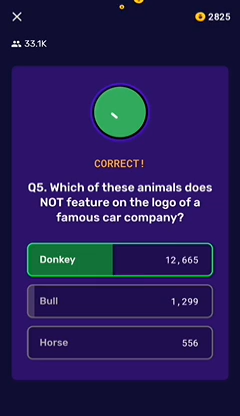 2825
33.1K
CORRECT!
Q5. Which of these animals does
NOT feature on the logo of a
famous car company?
Donkey 12,665
Bull 1,299
Horse 556